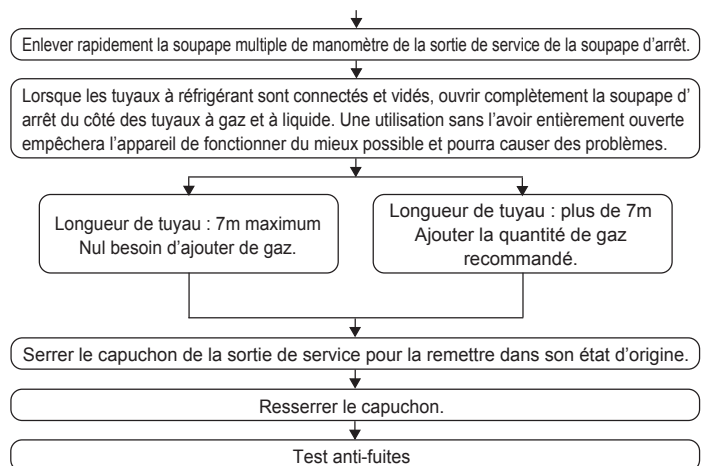 Enlever rapidement la soupape multiple de manomètre de la sortie de service de la soupape d'arrêt.
Lorsque les tuyaux à réfrigérant sont connectés et vidés, ouvrir complètement la soupape d'
arrêt du côté des tuyaux à gaz et à liquide. Une utilisation sans l'avoir entièrement ouverte
empêchera l'appareil de fonctionner du mieux possible et pourra causer des problèmes.
Longueur de tuyau : 7m maximum
Nul besoin d'ajouter de gaz.
Longueur de tuyau : plus de 7m
Ajouter la quantité de gaz
recommandé.
Serrer le capuchon de la sortie de service pour la remettre dans son état d'origine.
Resserrer le capuchon.
Test anti-fuites